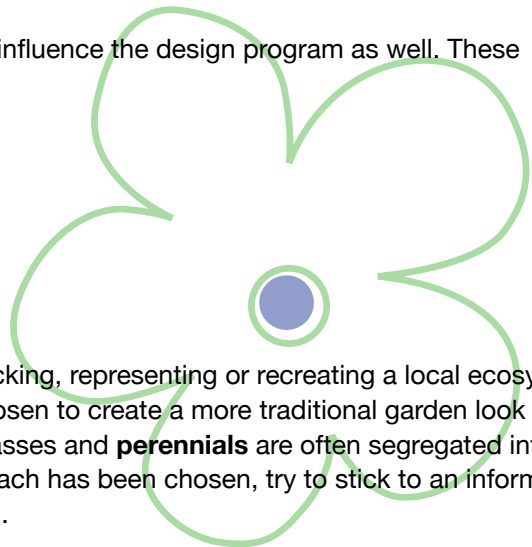 influence the design program as well. These
cking, representing or recreating a local ecosy
osen to create a more traditional garden look
asses and perennials are often segregated in
ach has been chosen, try to stick to an inform
.